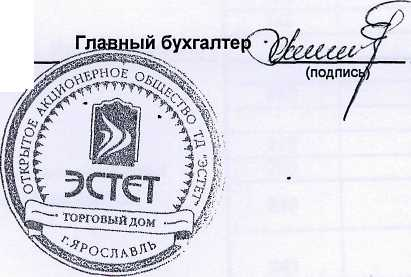 Главный бухгалтер
(подпись)
ОТКРЫТОЕ АКЦИОНЕРНОЕ ОБЩЕСТВО ТД "ЭСТЕТ"
ЭСТЕТ
ТОРГОВЫЙ ДОМ
Г.ЯРОСЛАВЛЬ